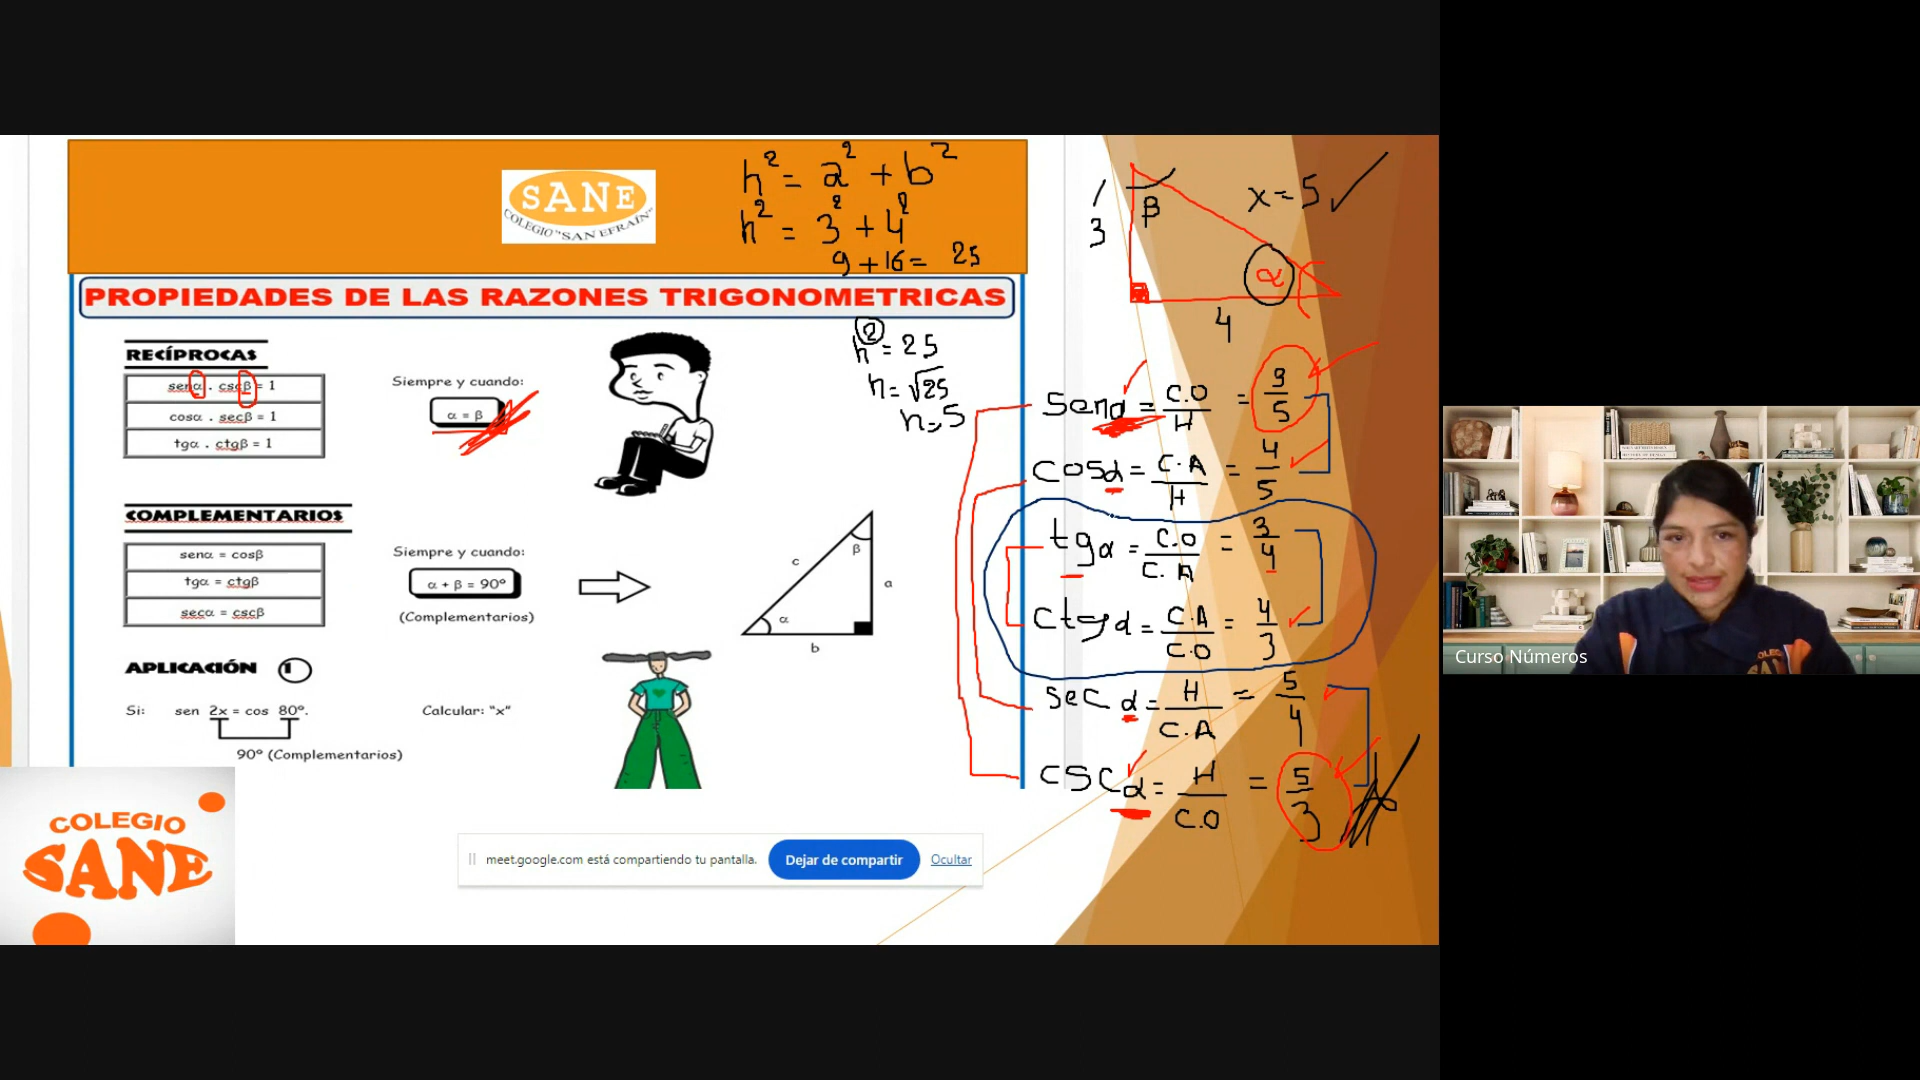 SANE
COLEGIO "SAN EFRAIN"
h² = a² + b²
h² = 3² + 4²
9 + 16 = 25
PROPIEDADES DE LAS RAZONES TRIGONOMETRICAS
h² = 25
h = √25
h = 5
RECÍPROCAS
senα . cscβ = 1
cosα . secβ = 1
tgα . ctgβ = 1
Siempre y cuando:
α = β
COMPLEMENTARIOS
senα = cosβ
tgα = ctgβ
secα = cscβ
Siempre y cuando:
α + β = 90°
(Complementarios)
c
β
a
α
b
APLICACIÓN 1
Si: sen 2x = cos 80°. Calcular: "x"
90° (Complementarios)
3
β
x = 5
α
4
Senα = C.O/H = 3/5
Cosα = C.A/H = 4/5
tgα = C.O/C.A = 3/4
Ctgα = C.A/C.O = 4/3
Secα = H/C.A = 5/4
CSCα = H/C.O = 5/3
COLEGIO
SANE
meet.google.com está compartiendo tu pantalla.
Dejar de compartir
Ocultar
Curso Números